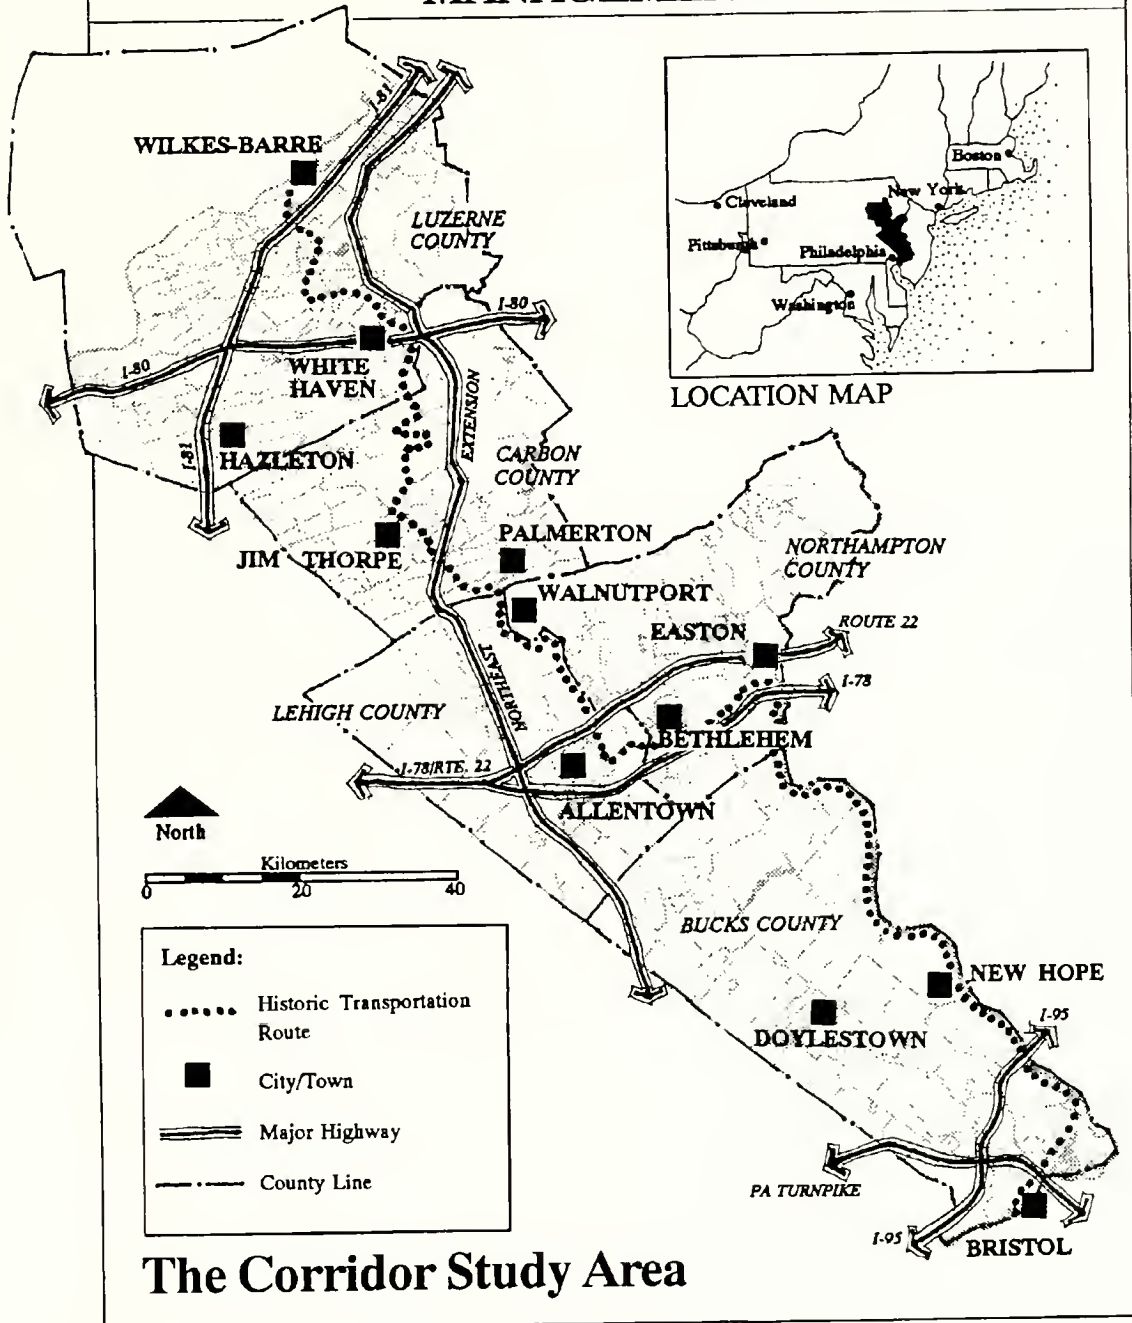 I-81
WILKES-BARRE
Boston
New York
Cleveland
LUZERNE
COUNTY
Pittsburgh
Philadelphia
Washington
I-80
I-80
WHITE
HAVEN
LOCATION MAP
EXTENSION
I-81
HAZLETON
CARBON
COUNTY
PALMERTON
JIM THORPE
NORTHAMPTON
COUNTY
WALNUTPORT
EASTON
ROUTE 22
NORTHEAST
I-78
LEHIGH COUNTY
BETHLEHEM
I-78/RTE. 22
ALLENTOWN
North
Kilometers
0 20 40
BUCKS COUNTY
Legend:
Historic Transportation
Route
City/Town
Major Highway
County Line
NEW HOPE
I-95
DOYLESTOWN
PA TURNPIKE
I-95
BRISTOL
The Corridor Study Area